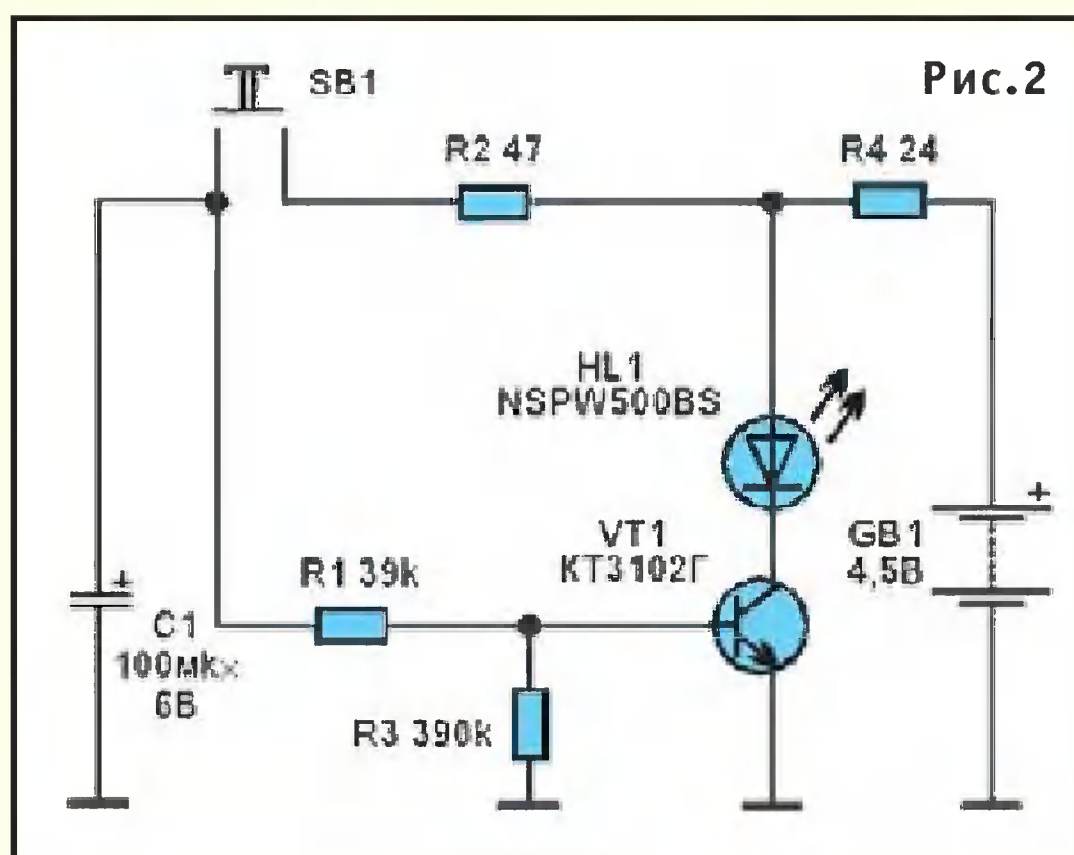 Рис.2
SB1
R2 47
R4 24
HL1
NSPW500BS
VT1
КТ3102Г
GB1
4,5В
+
R1 39k
+
C1
100мк×
6В
R3 390k